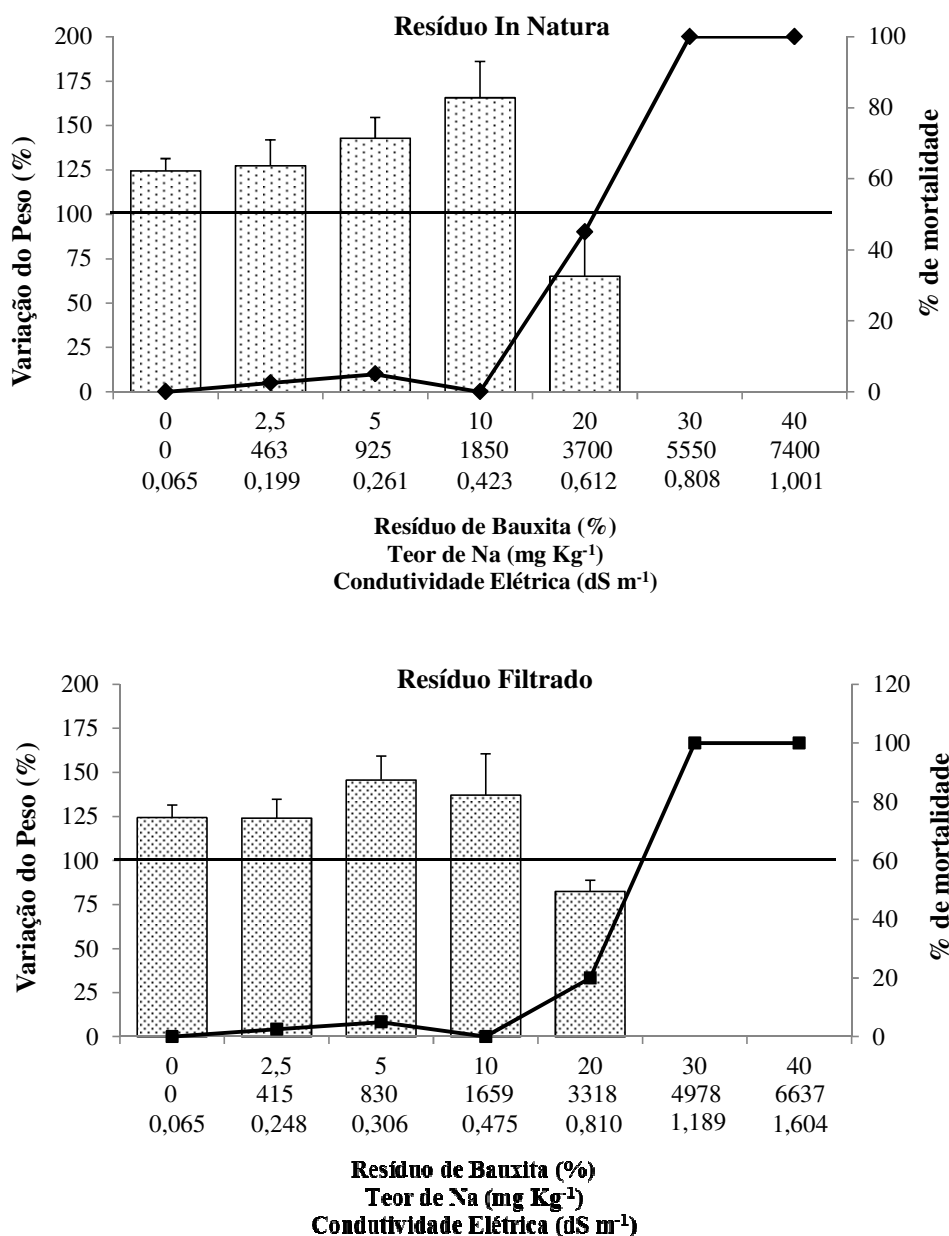 Resíduo In Natura
Variação do Peso (%)
200
175
150
125
100
75
50
25
0
100
80
60
40
20
0
% de mortalidade
0 2,5 5 10 20 30 40
0 463 925 1850 3700 5550 7400
0,065 0,199 0,261 0,423 0,612 0,808 1,001
Resíduo de Bauxita (%)
Teor de Na (mg Kg⁻¹)
Condutividade Elétrica (dS m⁻¹)
Resíduo Filtrado
Variação do Peso (%)
200
175
150
125
100
75
50
25
0
120
100
80
60
40
20
0
% de mortalidade
0 2,5 5 10 20 30 40
0 415 830 1659 3318 4978 6637
0,065 0,248 0,306 0,475 0,810 1,189 1,604
Resíduo de Bauxita (%)
Teor de Na (mg Kg⁻¹)
Condutividade Elétrica (dS m⁻¹)